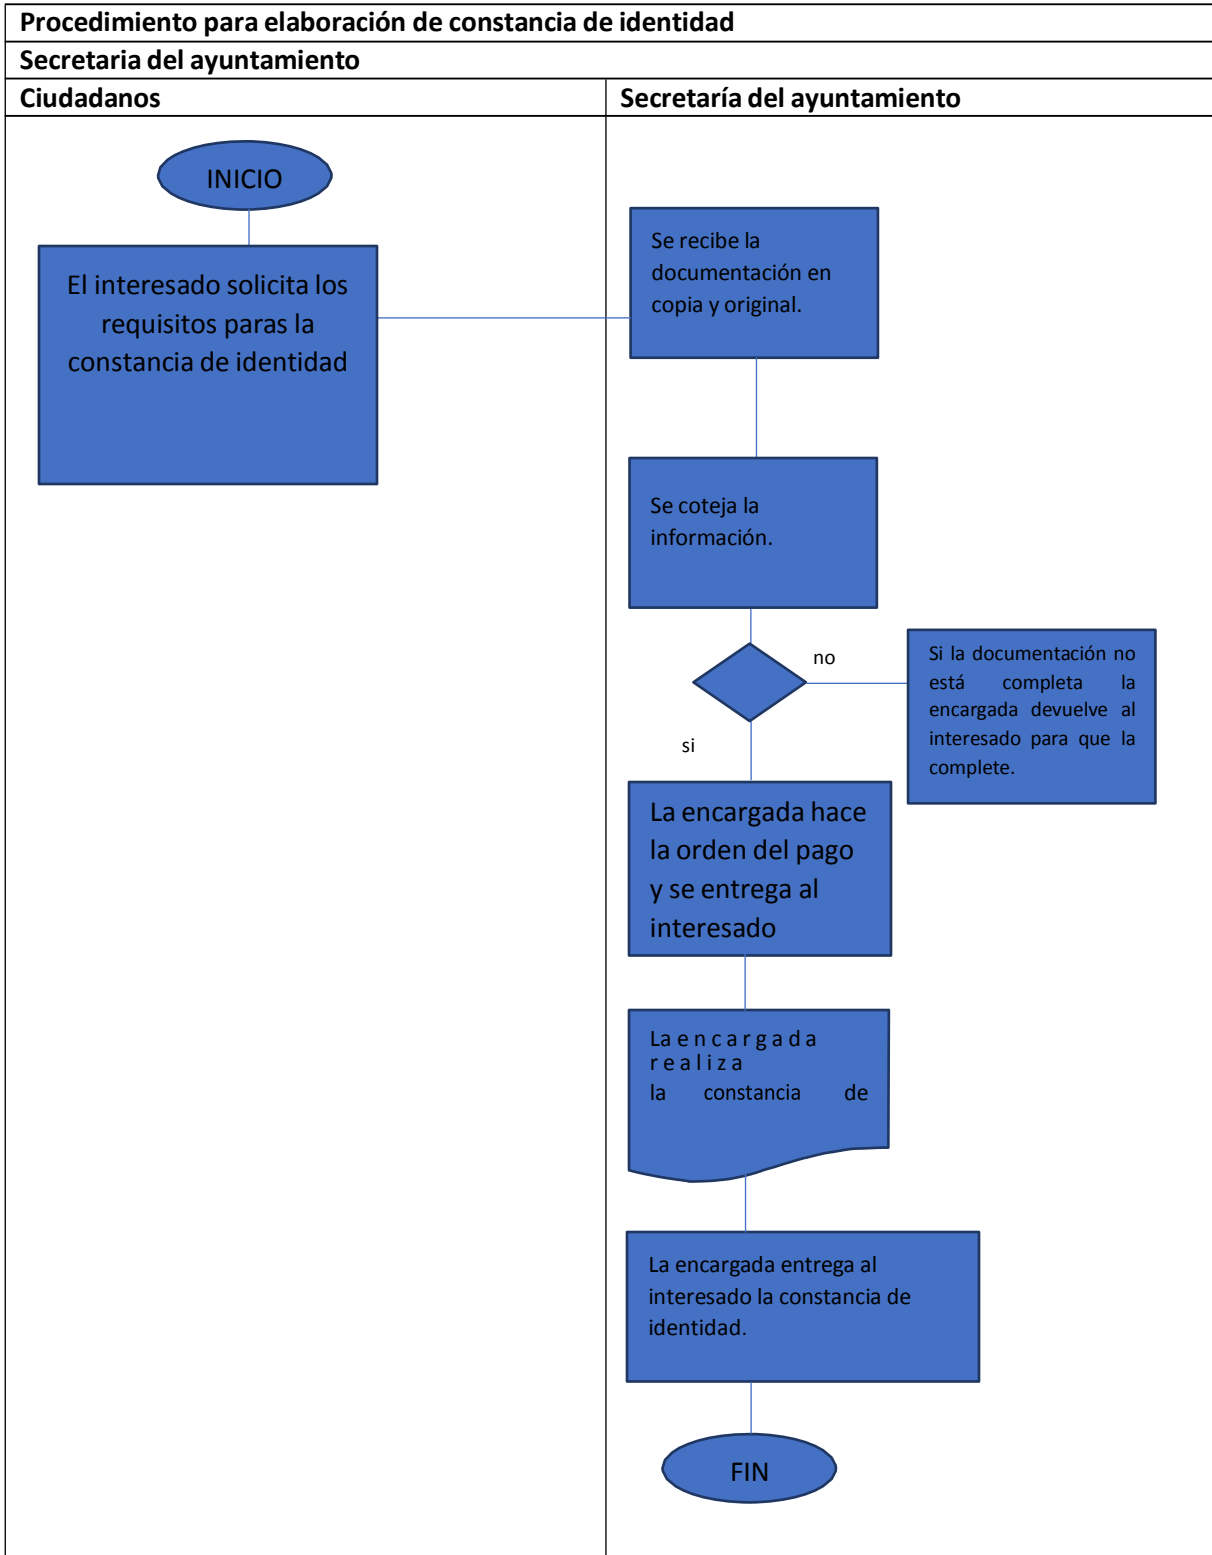 Procedimiento para elaboración de constancia de identidad
Secretaria del ayuntamiento
Ciudadanos
Secretaría del ayuntamiento
INICIO
El interesado solicita los
requisitos paras la
constancia de identidad
Se recibe la
documentación en
copia y original.
Se coteja la
información.
no
Si la documentación no
está completa la
encargada devuelve al
interesado para que la
complete.
si
La encargada hace
la orden del pago
y se entrega al
interesado
La encargada
realiza
la constancia de
La encargada entrega al
interesado la constancia de
identidad.
FIN